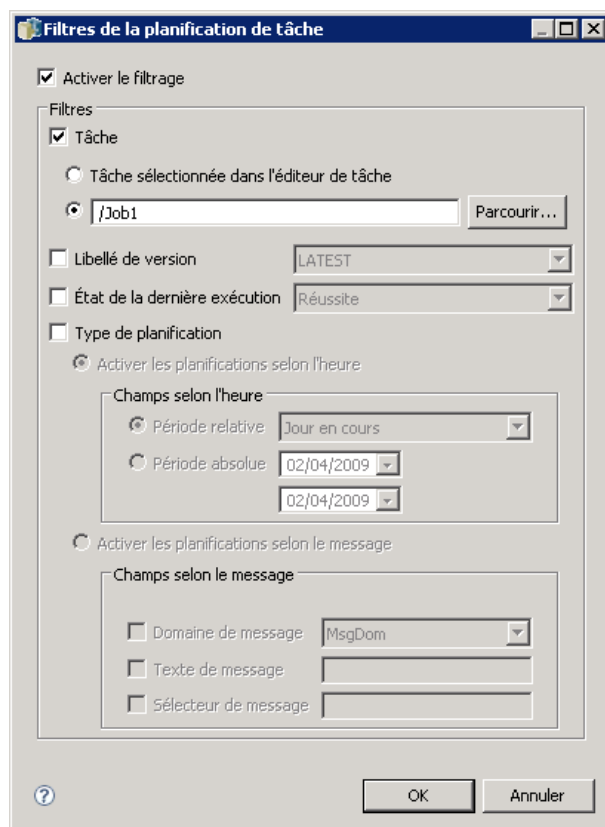 Filtres de la planification de tâche
Activer le filtrage
Filtres
Tâche
Tâche sélectionnée dans l'éditeur de tâche
/Job1 Parcourir...
Libellé de version LATEST
État de la dernière exécution Réussite
Type de planification
Activer les planifications selon l'heure
Champs selon l'heure
Période relative Jour en cours
Période absolue 02/04/2009
02/04/2009
Activer les planifications selon le message
Champs selon le message
Domaine de message MsgDom
Texte de message
Sélecteur de message
? OK Annuler